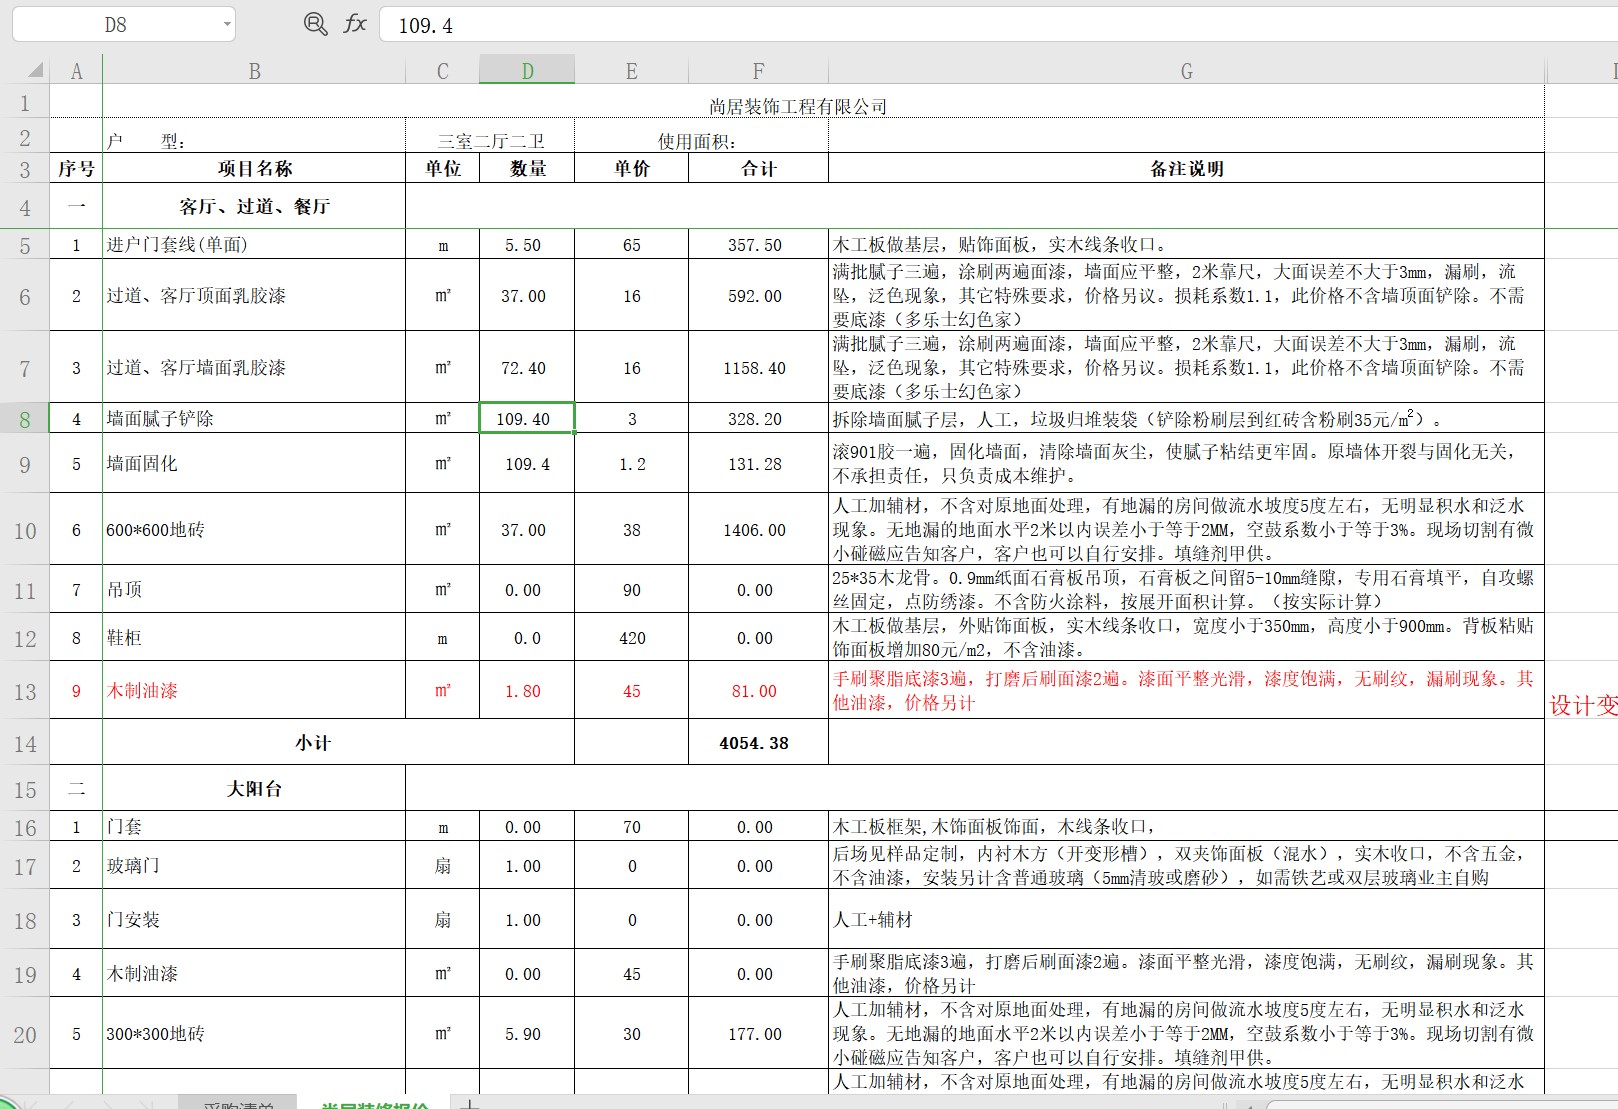 D8 fx 109.4
A B C D E F G
1 尚居装饰工程有限公司
2 户 型: 三室二厅二卫 使用面积:
3 序号 项目名称 单位 数量 单价 合计 备注说明
4 一 客厅、过道、餐厅
5 1 进户门套线(单面) m 5.50 65 357.50 木工板做基层，贴饰面板，实木线条收口。
6 2 过道、客厅顶面乳胶漆 m² 37.00 16 592.00 满批腻子三遍，涂刷两遍面漆，墙面应平整，2米靠尺，大面误差不大于3mm，漏刷，流
坠，泛色现象，其它特殊要求，价格另议。损耗系数1.1，此价格不含墙顶面铲除。不需
要底漆（多乐士幻色家）
7 3 过道、客厅墙面乳胶漆 m² 72.40 16 1158.40 满批腻子三遍，涂刷两遍面漆，墙面应平整，2米靠尺，大面误差不大于3mm，漏刷，流
坠，泛色现象，其它特殊要求，价格另议。损耗系数1.1，此价格不含墙顶面铲除。不需
要底漆（多乐士幻色家）
8 4 墙面腻子铲除 m² 109.40 3 328.20 拆除墙面腻子层，人工，垃圾归堆装袋（铲除粉刷层到红砖含粉刷35元/m²）。
9 5 墙面固化 m² 109.4 1.2 131.28 滚901胶一遍，固化墙面，清除墙面灰尘，使腻子粘结更牢固。原墙体开裂与固化无关，
不承担责任，只负责成本维护。
10 6 600*600地砖 m² 37.00 38 1406.00 人工加辅材，不含对原地面处理，有地漏的房间做流水坡度5度左右，无明显积水和泛水
现象。无地漏的地面水平2米以内误差小于等于2MM，空鼓系数小于等于3%。现场切割有微
小碰磁应告知客户，客户也可以自行安排。填缝剂甲供。
11 7 吊顶 m² 0.00 90 0.00 25*35木龙骨。0.9mm纸面石膏板吊顶，石膏板之间留5-10mm缝隙，专用石膏填平，自攻螺
丝固定，点防绣漆。不含防火涂料，按展开面积计算。（按实际计算）
12 8 鞋柜 m 0.0 420 0.00 木工板做基层，外贴饰面板，实木线条收口，宽度小于350mm，高度小于900mm。背板粘贴
饰面板增加80元/m2，不含油漆。
13 9 木制油漆 m² 1.80 45 81.00 手刷聚脂底漆3遍，打磨后刷面漆2遍。漆面平整光滑，漆度饱满，无刷纹，漏刷现象。其
他油漆，价格另计
设计变
14 小计 4054.38
15 二 大阳台
16 1 门套 m 0.00 70 0.00 木工板框架,木饰面板饰面，木线条收口，
17 2 玻璃门 扇 1.00 0 0.00 后场见样品定制，内衬木方（开变形槽），双夹饰面板（混水），实木收口，不含五金，
不含油漆，安装另计含普通玻璃（5mm清玻或磨砂），如需铁艺或双层玻璃业主自购
18 3 门安装 扇 1.00 0 0.00 人工+辅材
19 4 木制油漆 m² 0.00 45 0.00 手刷聚脂底漆3遍，打磨后刷面漆2遍。漆面平整光滑，漆度饱满，无刷纹，漏刷现象。其
他油漆，价格另计
20 5 300*300地砖 m² 5.90 30 177.00 人工加辅材，不含对原地面处理，有地漏的房间做流水坡度5度左右，无明显积水和泛水
现象。无地漏的地面水平2米以内误差小于等于2MM，空鼓系数小于等于3%。现场切割有微
小碰磁应告知客户，客户也可以自行安排。填缝剂甲供。
人工加辅材，不含对原地面处理，有地漏的房间做流水坡度5度左右，无明显积水和泛水
采购清单 尚居装修报价